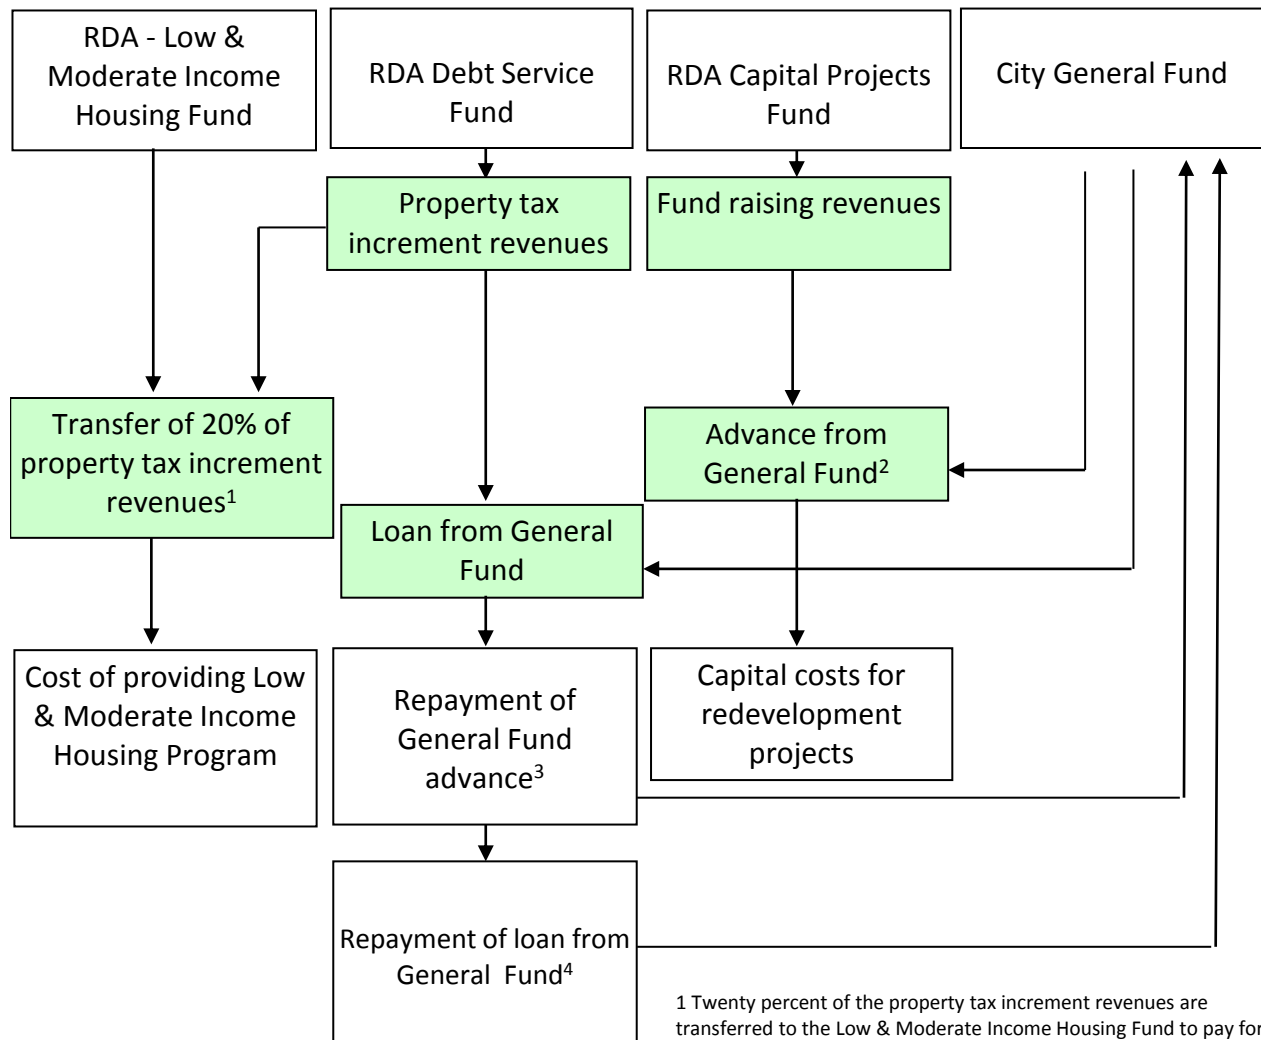 RDA - Low &
Moderate Income
Housing Fund
RDA Debt Service
Fund
RDA Capital Projects
Fund
City General Fund
Property tax
increment revenues
Fund raising revenues
Transfer of 20% of
property tax increment
revenues1
Advance from
General Fund2
Loan from General
Fund
Cost of providing Low
& Moderate Income
Housing Program
Repayment of
General Fund
advance3
Capital costs for
redevelopment
projects
Repayment of loan from
General Fund4
1 Twenty percent of the property tax increment revenues are
transferred to the Low & Moderate Income Housing Fund to pay for